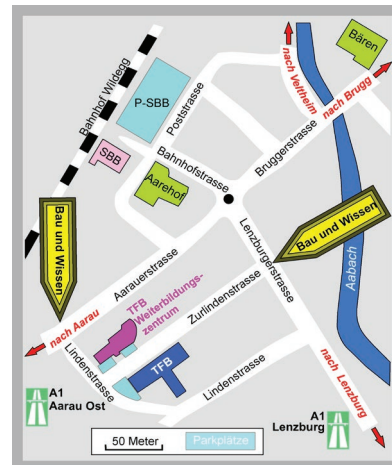 Bahnhof Wildegg
P-SBB
SBB
Poststrasse
Bahnhofstrasse
Aarehof
Bären
nach Veltheim
nach Brugg
Bruggerstrasse
Bau und Wissen
Bau und Wissen
Aabach
Lenzburgerstrasse
Aarauerstrasse
nach Aarau
TFB
Weiterbildungs-
zentrum
Zurlindenstrasse
TFB
Lindenstrasse
Lindenstrasse
nach Lenzburg
A1
Aarau Ost
A1
Lenzburg
50 Meter
Parkplätze